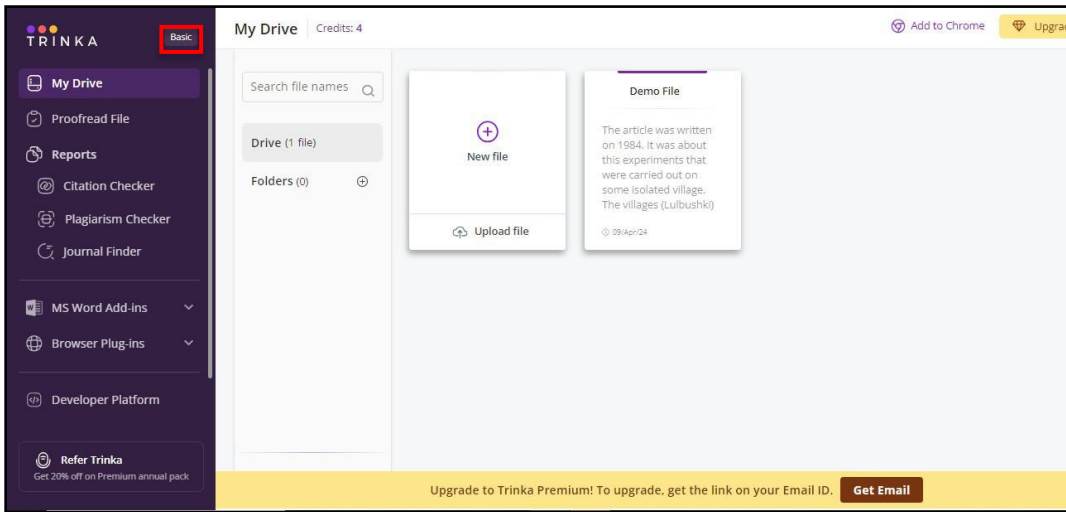 TRINKA
Basic
My Drive
Proofread File
Reports
Citation Checker
Plagiarism Checker
Journal Finder
MS Word Add-ins
Browser Plug-ins
Developer Platform
Refer Trinka
Get 20% off on Premium annual pack
My Drive Credits: 4
Add to Chrome
Upgra
Search file names
Drive (1 file)
Folders (0)
New file
Upload file
Demo File
The article was written
on 1984. It was about
this experiments that
were carried out on
some isolated village.
The villages (Lulbushki)
09/Apr/24
Upgrade to Trinka Premium! To upgrade, get the link on your Email ID.
Get Email